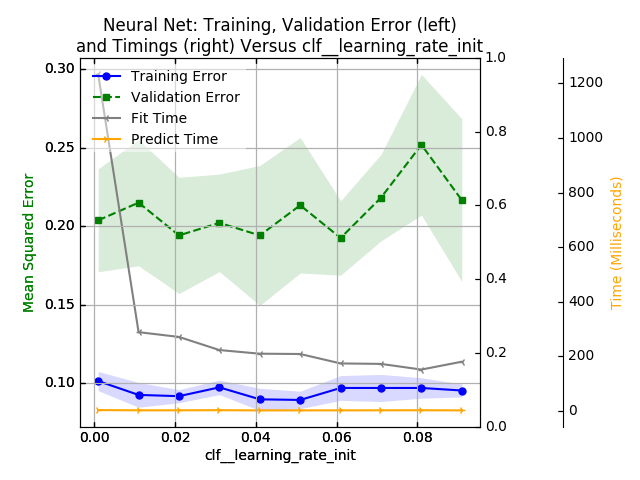 Neural Net: Training, Validation Error (left)
and Timings (right) Versus clf__learning_rate_init
Training Error
Validation Error
Fit Time
Predict Time
Mean Squared Error
0.30
0.25
0.20
0.15
0.10
0.00
0.02
0.04
0.06
0.08
clf__learning_rate_init
1.0
0.8
0.6
0.4
0.2
0.0
1200
1000
800
600
400
200
0
Time (Milliseconds)